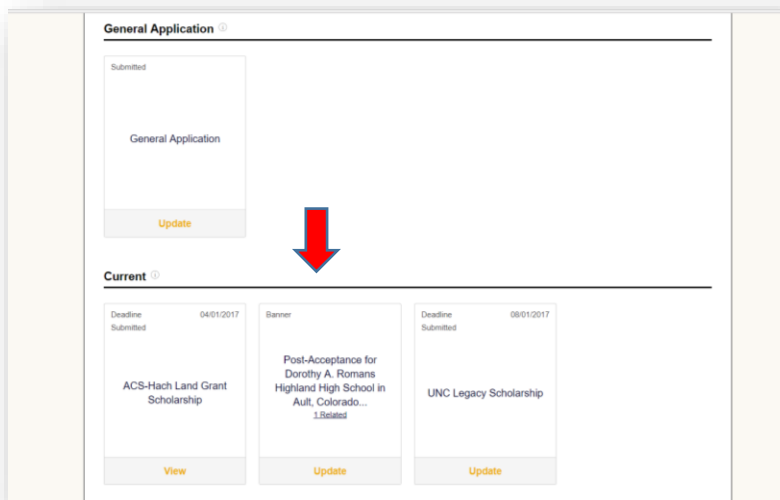 General Application
Submitted
General Application
Update
Current
Deadline 04/01/2017
Submitted
ACS-Hach Land Grant
Scholarship
View
Banner
Post-Acceptance for
Dorothy A. Romans
Highland High School in
Ault, Colorado...
1 Related
Update
Deadline 08/01/2017
Submitted
UNC Legacy Scholarship
Update